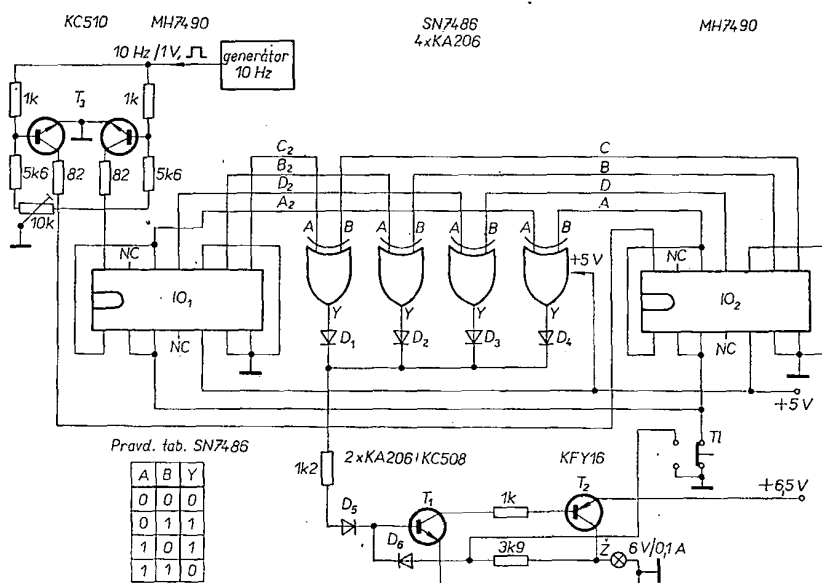 KC510 MH7490 SN7486 MH7490
4xKA206
10 Hz/1V,
generátor
10 Hz
1k T3 1k
5k6 82 82 5k6
10k
C2 C
B2 B
D2 D
A2 A
A B A B A B A B
+5V
NC NC
IO1 IO2
Y Y Y Y
D1 D2 D3 D4
NC NC
+5V
Pravd. tab. SN7486
A B Y
0 0 0
0 1 1
1 0 1
1 1 0
1k2
2xKA206 KC508 KFY16
Tl
+6,5V
D5 T1 1k T2
D6 3k9 Ž 6V/0,1A